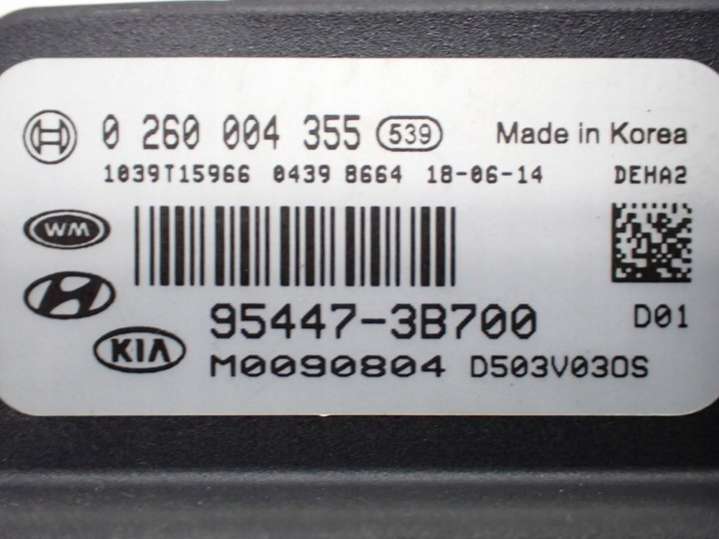 0 260 004 355 539 Made in Korea
1039T15966 0439 8664 18-06-14 DEHA2
WM
95447-3B700 D01
KIA M0090804 D503V03OS